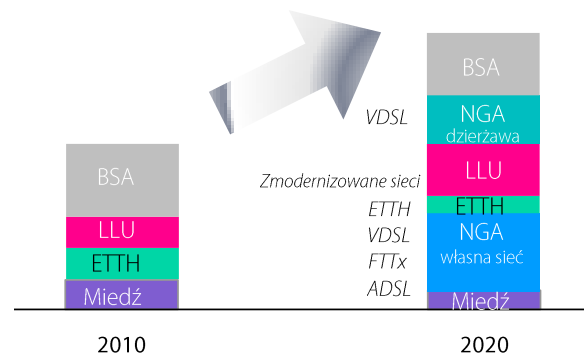 BSA
LLU
ETTH
Miedź
2010
VDSL
Zmodernizowane sieci
ETTH
VDSL
FTTx
ADSL
BSA
NGA
dzierżawa
LLU
ETTH
NGA
własna sieć
Miedź
2020